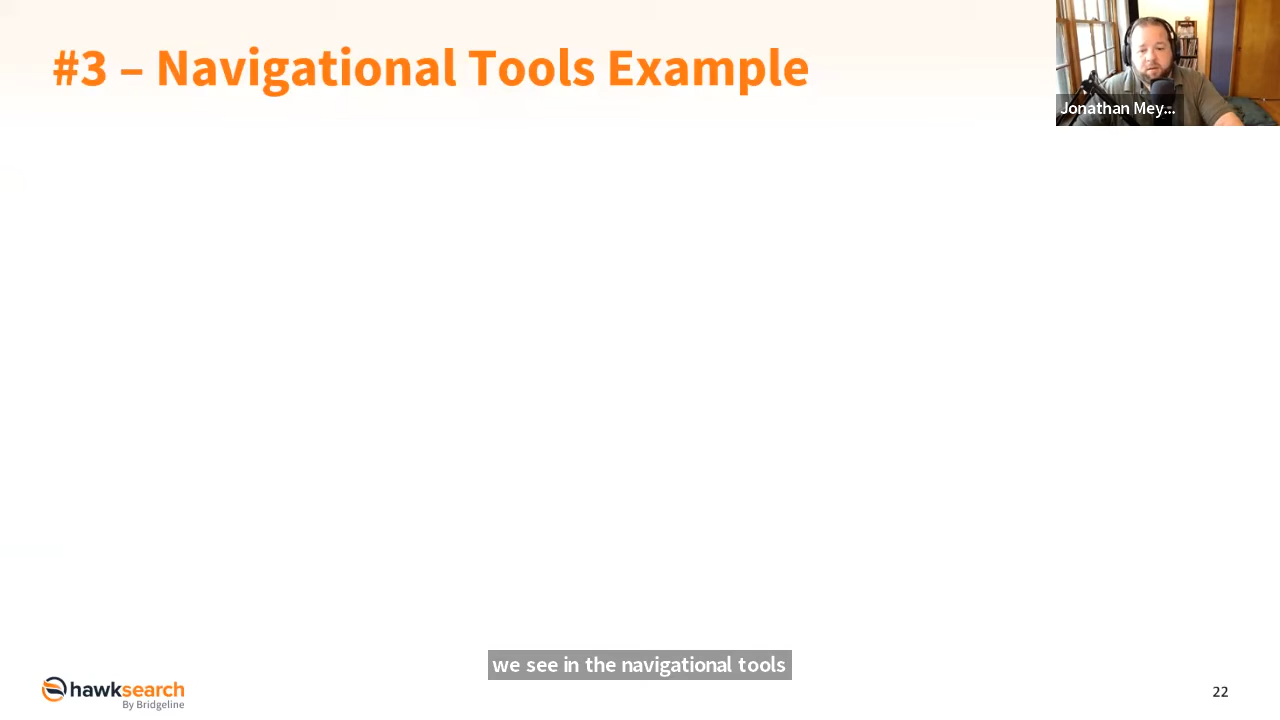 #3 – Navigational Tools Example
Jonathan Mey...
we see in the navigational tools
hawksearch
By Bridgeline
22